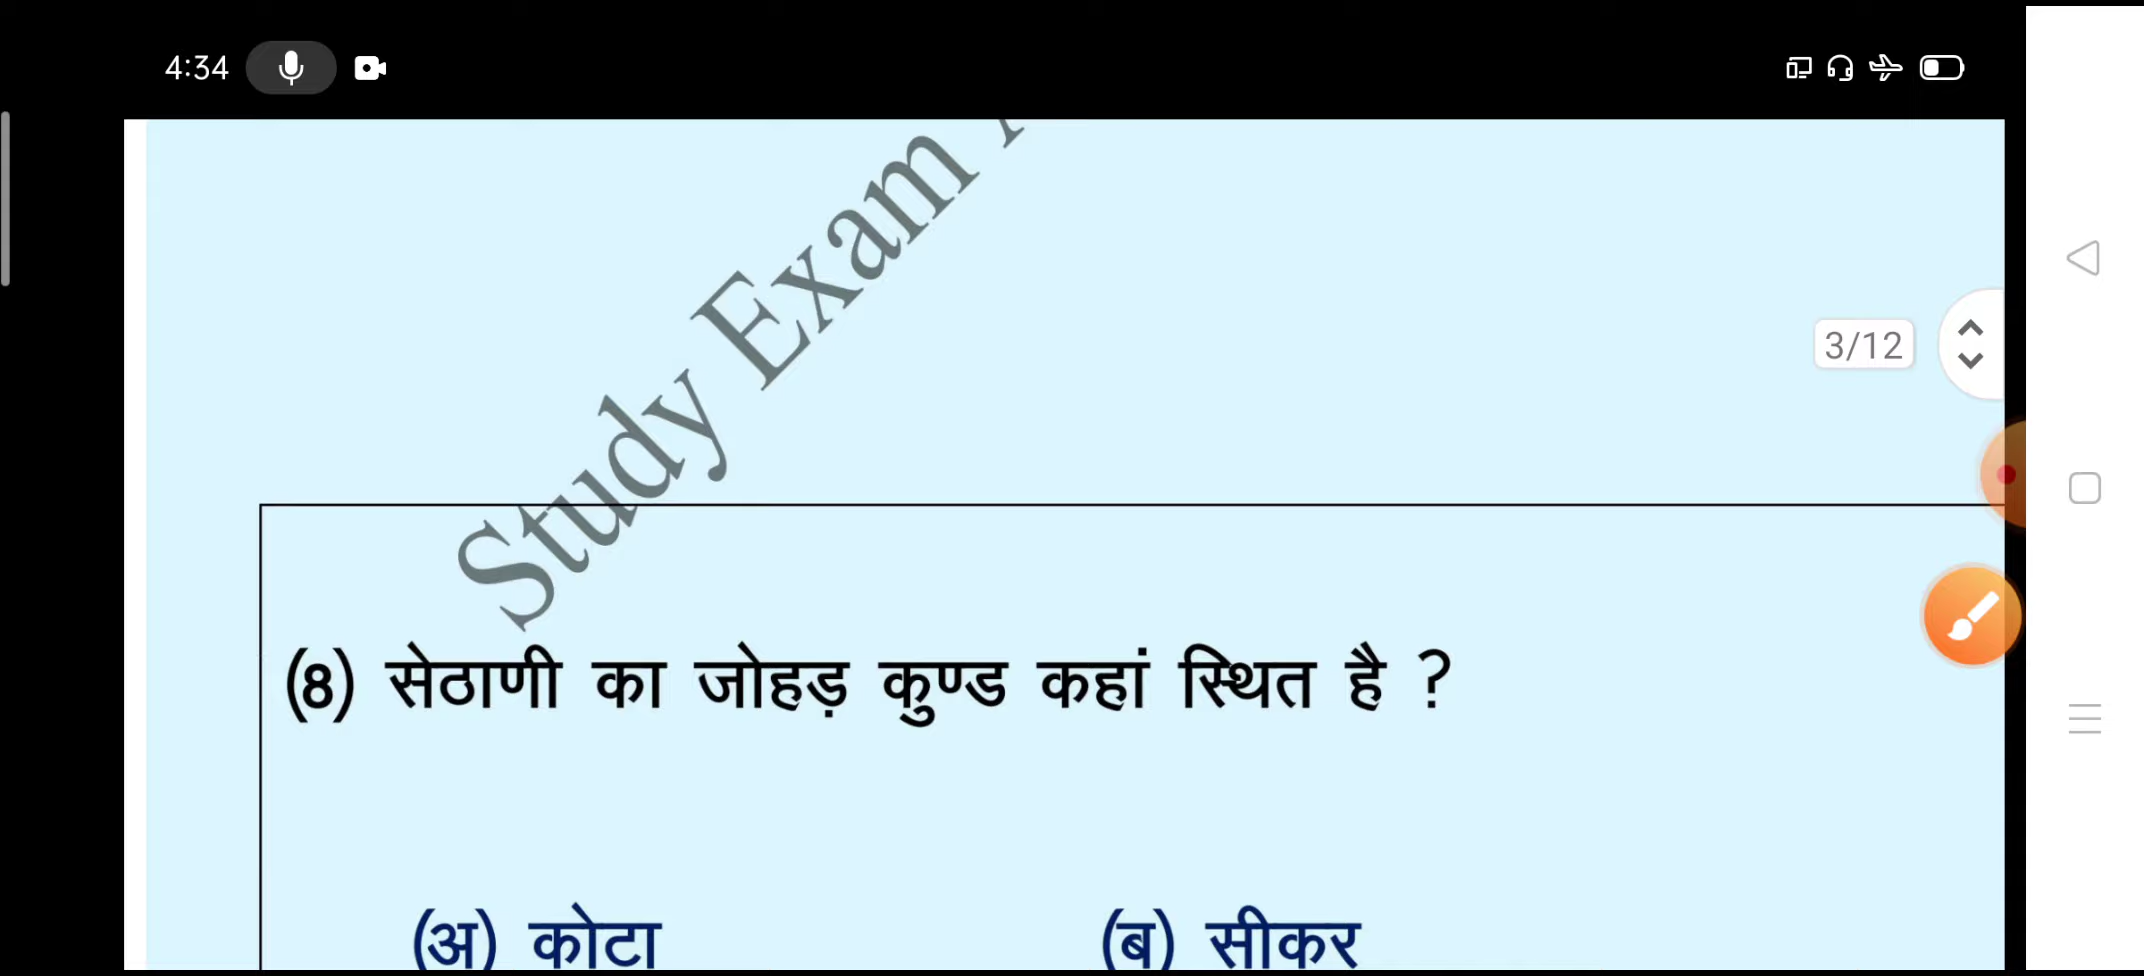 4:34
Study Exam
3/12
(8) सेठाणी का जोहड़ कुण्ड कहां स्थित है ?
(अ) कोटा (ब) सीकर